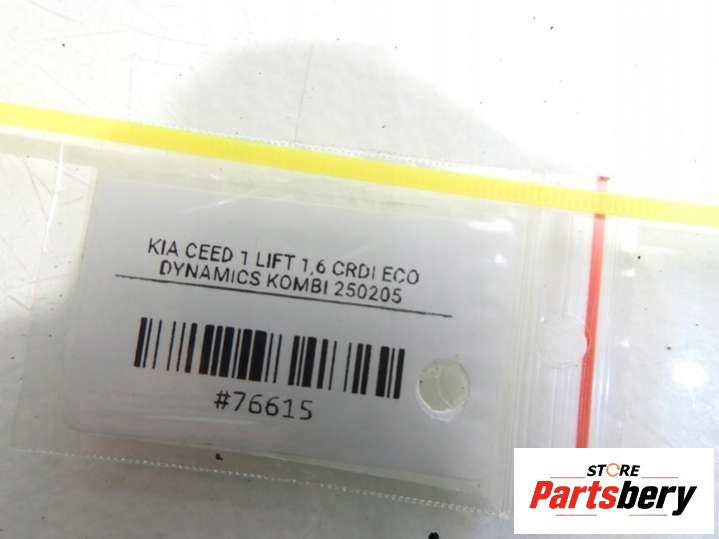 KIA CEED 1 LIFT 1.6 CRDI ECO
DYNAMICS KOMBI 250205
#76615
STORE
Partsbery